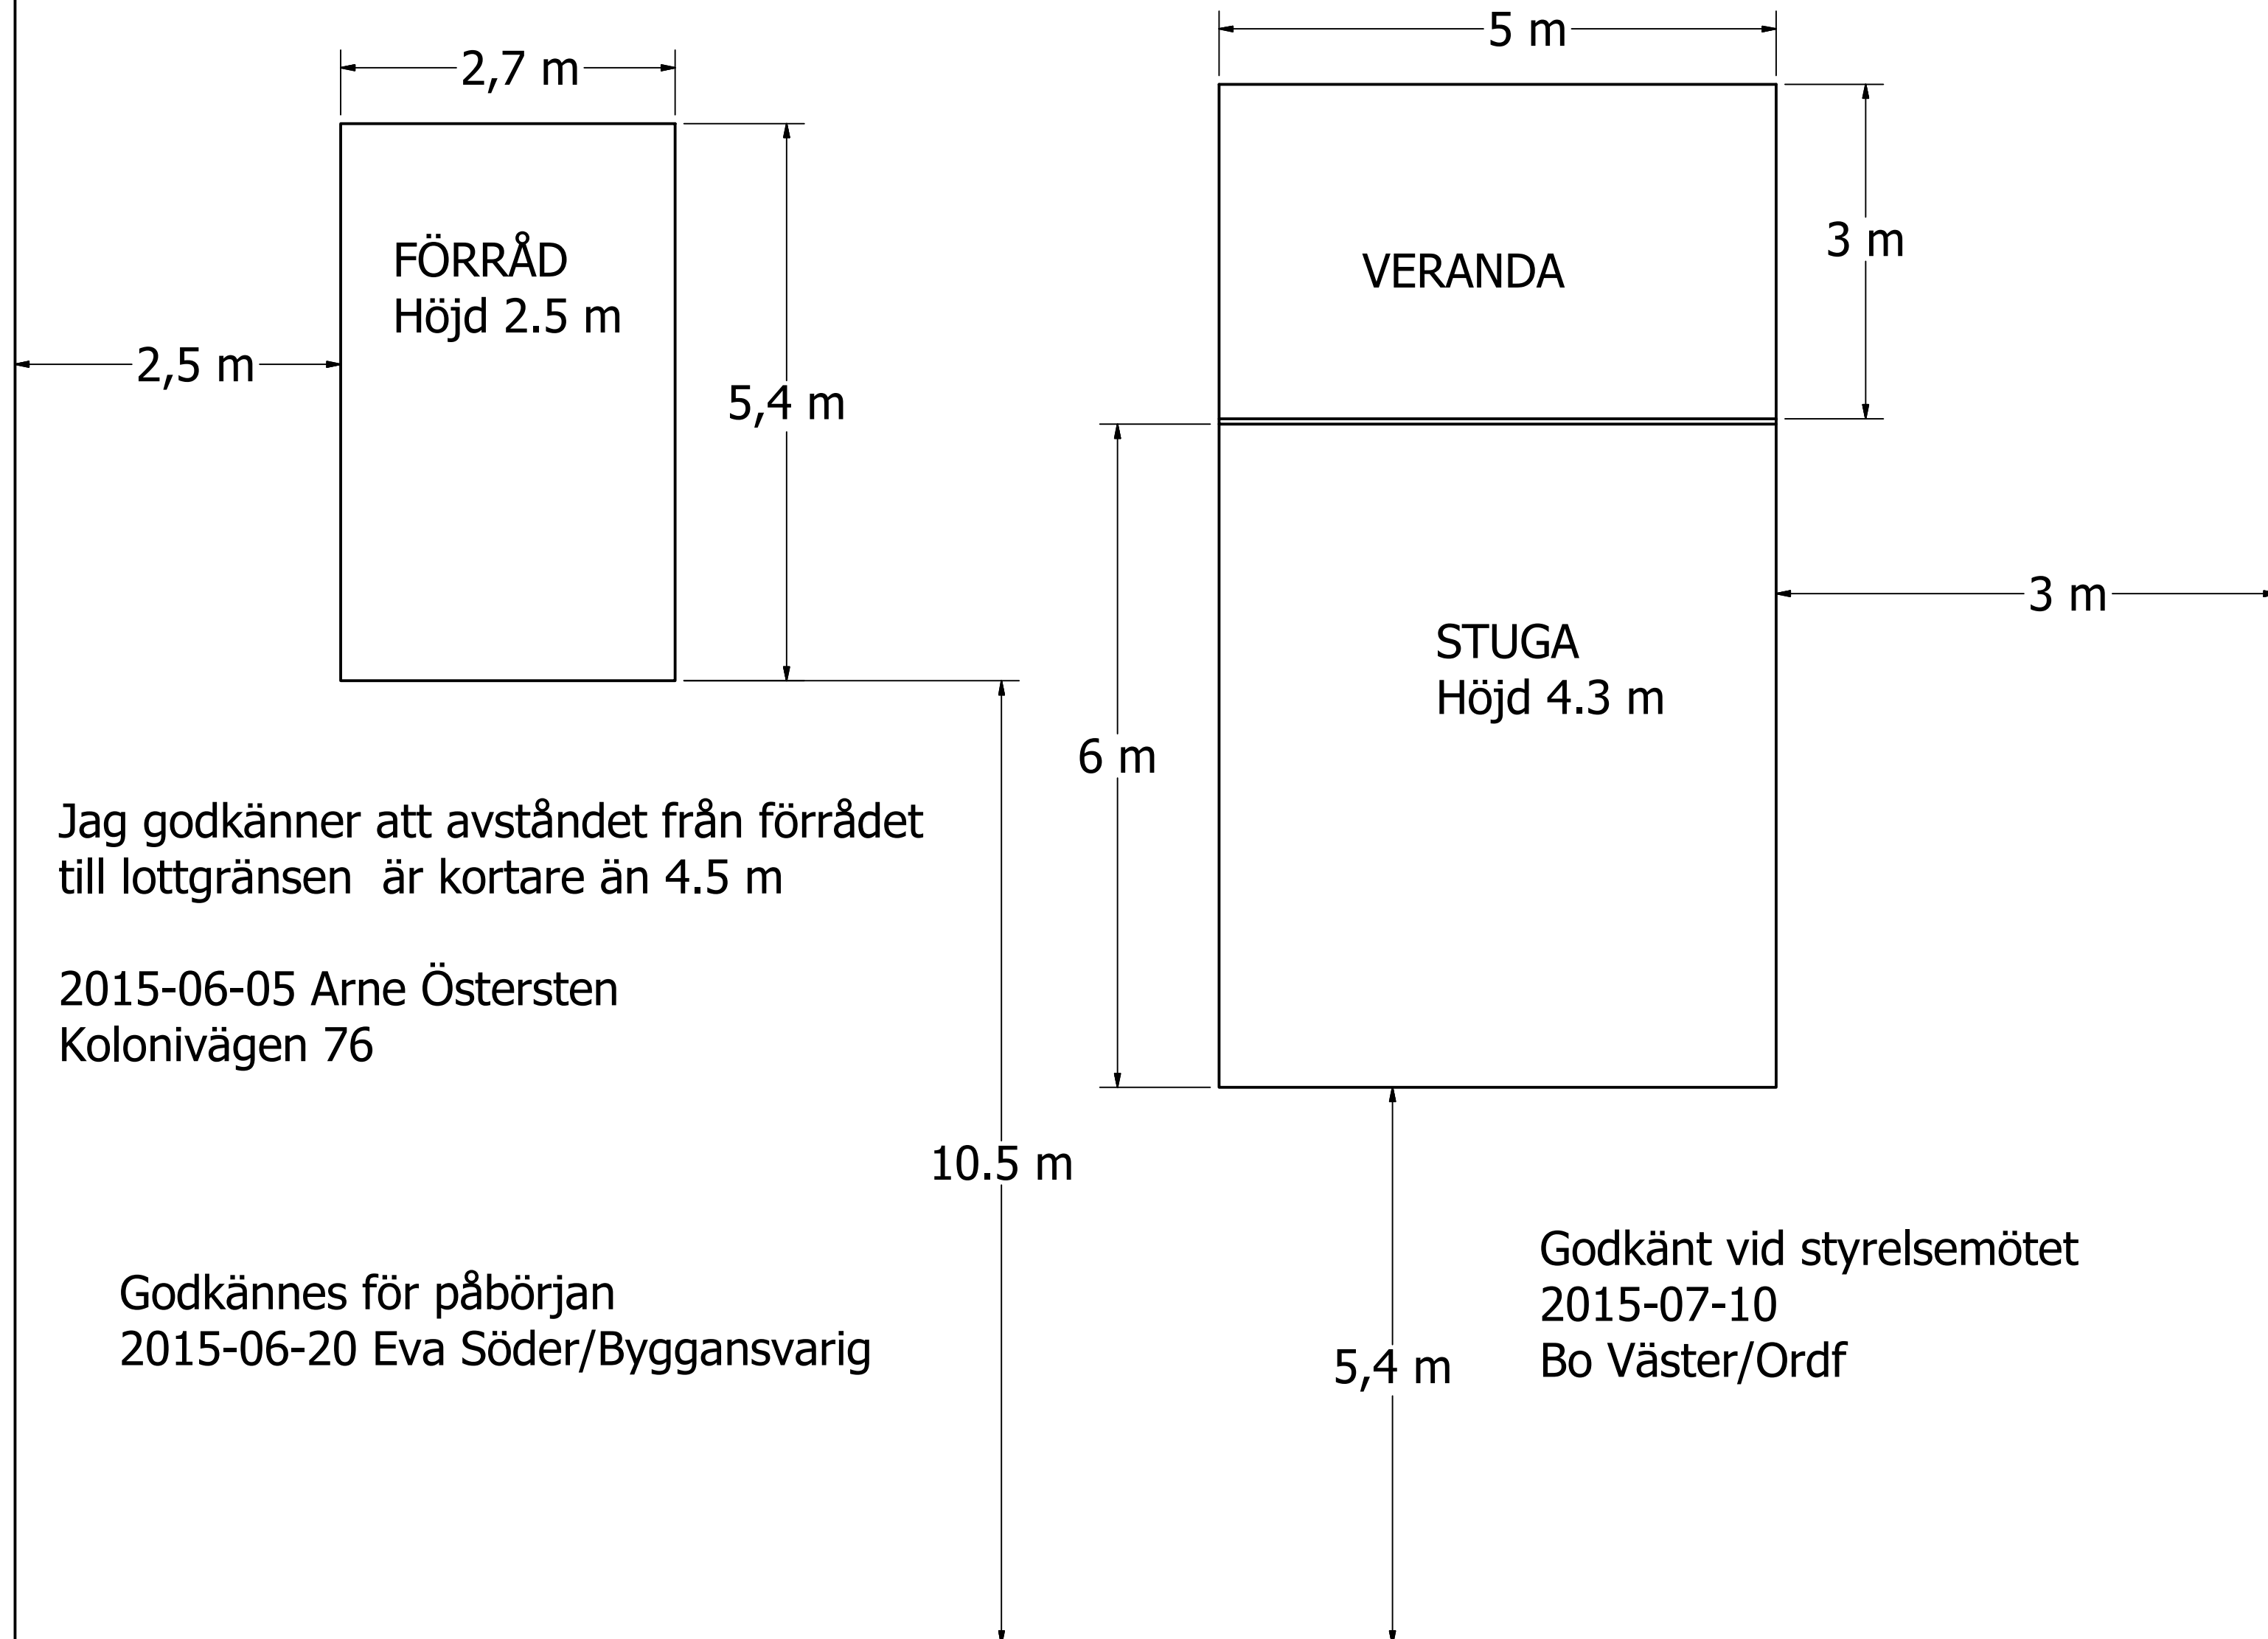 5 m
2,7 m
3 m
FÖRRÅD
Höjd 2.5 m
VERANDA
2,5 m
5,4 m
3 m
STUGA
Höjd 4.3 m
6 m
Jag godkänner att avståndet från förrådet
till lottgränsen  är kortare än 4.5 m
2015-06-05 Arne Östersten
Kolonivägen 76
10.5 m
Godkännes för påbörjan
2015-06-20 Eva Söder/Byggansvarig
Godkänt vid styrelsemötet
2015-07-10
Bo Väster/Ordf
5,4 m